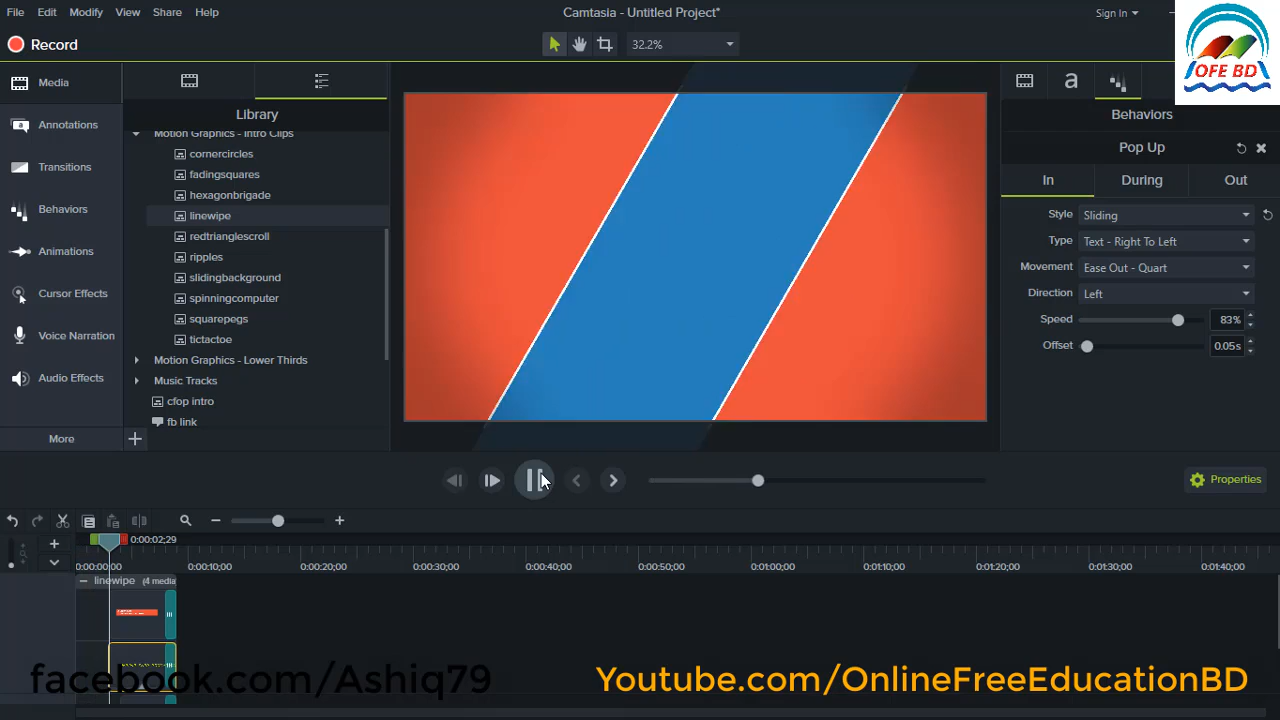 File Edit Modify View Share Help
Camtasia - Untitled Project*
Sign In
Record
32.2%
OFE BD
Media
Annotations
Transitions
Behaviors
Animations
Cursor Effects
Voice Narration
Audio Effects
More
Library
Motion Graphics - Intro Clips
cornercircles
fadingsquares
hexagonbrigade
linewipe
redtrianglescroll
ripples
slidingbackground
spinningcomputer
squarepegs
tictactoe
Motion Graphics - Lower Thirds
Music Tracks
cfop intro
fb link
a
Behaviors
Pop Up
In During Out
Style Sliding
Type Text - Right To Left
Movement Ease Out - Quart
Direction Left
Speed 83%
Offset 0.05s
Properties
0:00:02;29
0:00:00;00 0:00:10;00 0:00:20;00 0:00:30;00 0:00:40;00 0:00:50;00 0:01:00;00 0:01:10;00 0:01:20;00 0:01:30;00 0:01:40;00
linewipe (4 media
facebook.com/Ashiq79
Youtube.com/OnlineFreeEducationBD